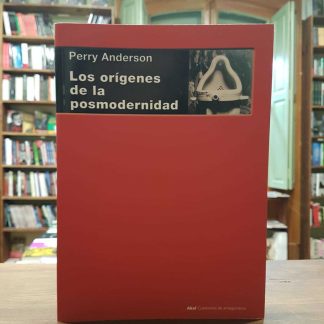 Perry Anderson
Los orígenes
de la
posmodernidad
Akal